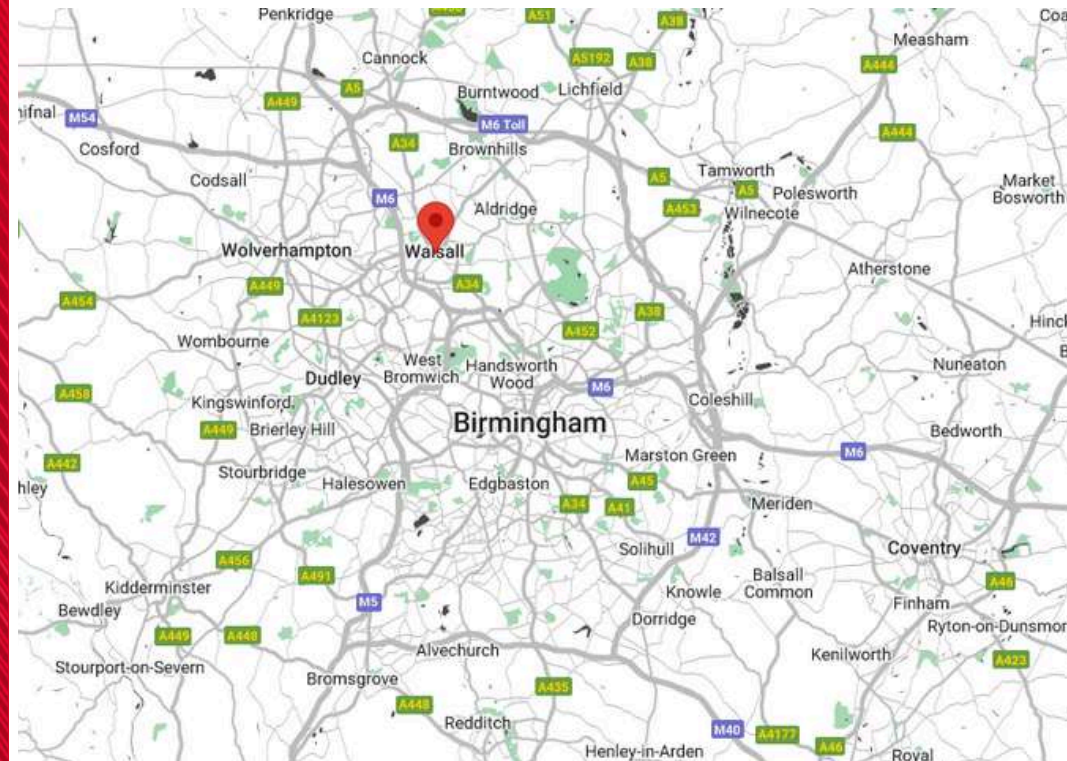 Penkridge
A51
A38
Measham
Cannock
A5192
A38
A444
A449
A5
Burntwood
Lichfield
M54
M6 Toll
A444
Cosford
A34
Brownhills
Codsall
A5
Tamworth
Market
Bosworth
M6
A453
A5
Polesworth
Aldridge
Wilnecote
Wolverhampton
Walsall
Atherstone
A449
A34
A454
A4123
A38
A452
Wombourne
West
Bromwich
Handsworth
Wood
Nuneaton
Dudley
M6
A458
Kingswinford
Coleshill
Birmingham
A449
Brierley Hill
Bedworth
Marston Green
M6
A442
Stourbridge
Halesowen
Edgbaston
A45
Meriden
A34
A41
M42
Solihull
Coventry
A456
A491
Balsall
Common
A46
Kidderminster
Knowle
M5
Finham
Bewdley
Dorridge
Ryton-on-Dunsmor
A449
A448
Alvechurch
Kenilworth
A423
Stourport-on-Severn
Bromsgrove
A435
A448
Redditch
M40
A4177
A46
Henley-in-Arden
Royal